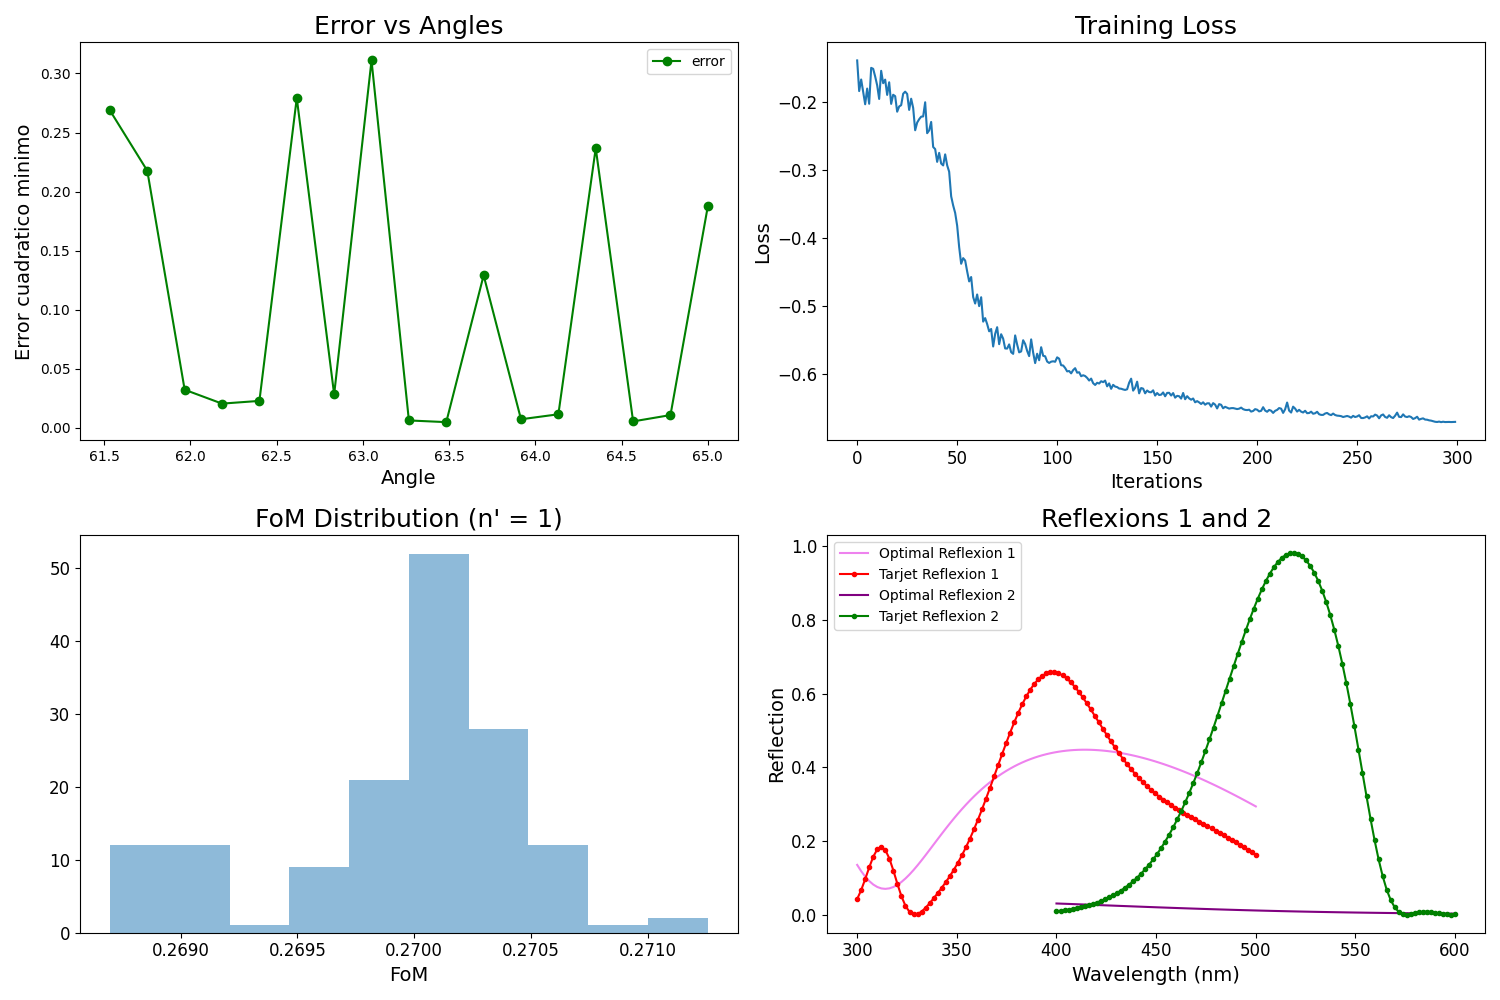 Error vs Angles
error
0.30
0.25
0.20
0.15
0.10
0.05
0.00
Error cuadratico minimo
61.5 62.0 62.5 63.0 63.5 64.0 64.5 65.0
Angle
Training Loss
−0.2
−0.3
−0.4
−0.5
−0.6
Loss
0 50 100 150 200 250 300
Iterations
FoM Distribution (n' = 1)
50
40
30
20
10
0
0.2690 0.2695 0.2700 0.2705 0.2710
FoM
Reflexions 1 and 2
Optimal Reflexion 1
Tarjet Reflexion 1
Optimal Reflexion 2
Tarjet Reflexion 2
1.0
0.8
0.6
0.4
0.2
0.0
Reflection
300 350 400 450 500 550 600
Wavelength (nm)